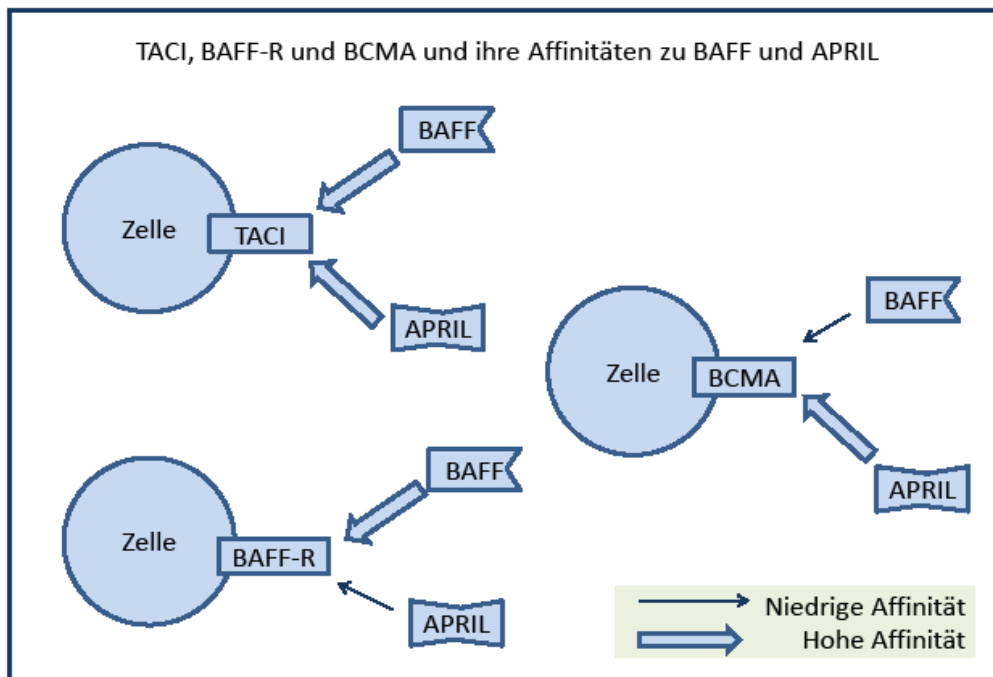 TACI, BAFF-R und BCMA und ihre Affinitäten zu BAFF und APRIL
BAFF
Zelle
TACI
APRIL
BAFF
Zelle
BCMA
APRIL
BAFF
Zelle
BAFF-R
APRIL
Niedrige Affinität
Hohe Affinität